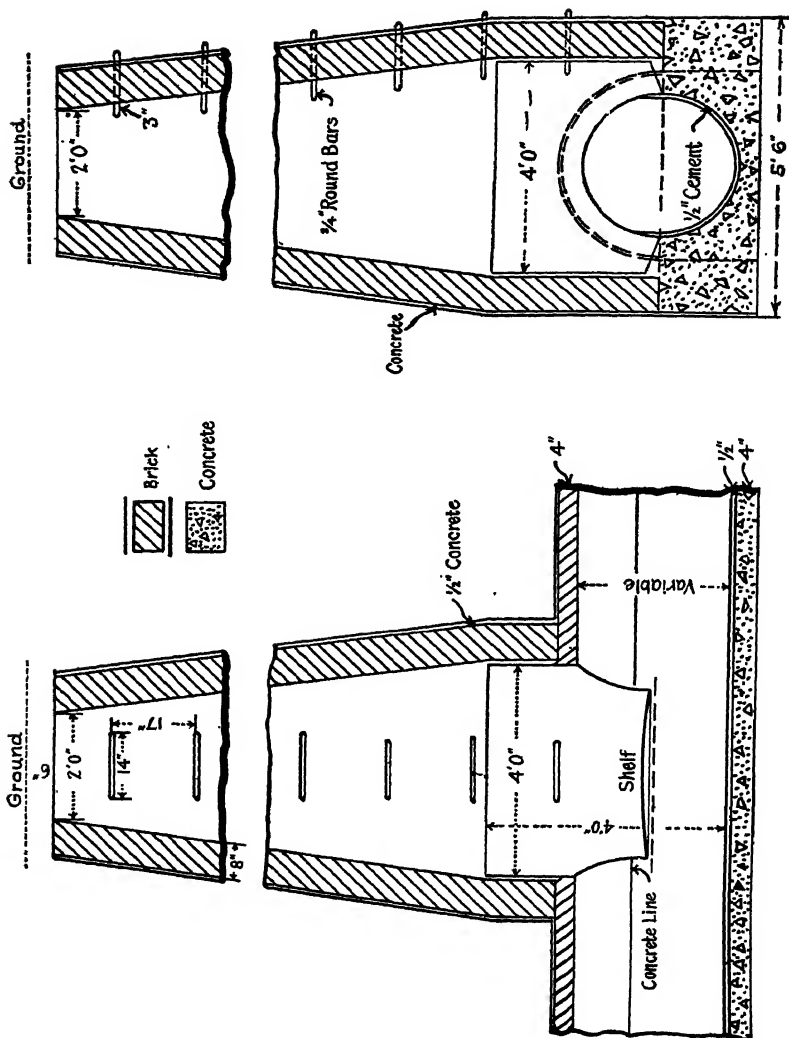 Ground
2'0"
3"
¾" Round Bars
4'0"
½" Cement
5'6"
Concrete
Brick
Concrete
Ground
6"
2'0"
14"
17"
8"
½" Concrete
4"
4'0"
Shelf
4'0"
Variable
Concrete Line
½"
4"